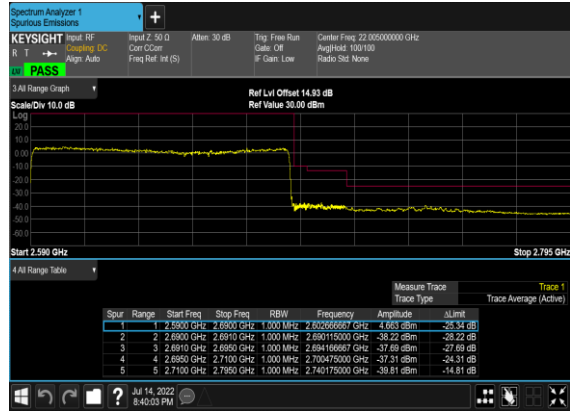 Spectrum Analyzer 1
Spurious Emissions
KEYSIGHT Input: RF Input Z: 50 Ω Atten: 30 dB Trig: Free Run Center Freq: 22.005000000 GHz
R T Coupling: DC Corr CCorr Gate: Off Avg|Hold: 100/100
Align: Auto Freq Ref: Int (S) IF Gain: Low Radio Std: None
PASS
3 All Range Graph
Ref Lvl Offset 14.93 dB
Scale/Div 10.0 dB Ref Value 30.00 dBm
Log
20.0
10.0
0.00
-10.0
-20.0
-30.0
-40.0
-50.0
-60.0
Start 2.590 GHz Stop 2.795 GHz
4 All Range Table
Measure Trace Trace 1
Trace Type Trace Average (Active)
Spur Range Start Freq Stop Freq RBW Frequency Amplitude ΔLimit
1 1 2.5900 GHz 2.6900 GHz 1.000 MHz 2.602666667 GHz 4.663 dBm -25.34 dB
2 2 2.6900 GHz 2.6910 GHz 1.000 MHz 2.690115000 GHz -38.22 dBm -28.22 dB
3 3 2.6910 GHz 2.6950 GHz 1.000 MHz 2.694166667 GHz -37.69 dBm -27.69 dB
4 4 2.6950 GHz 2.7100 GHz 1.000 MHz 2.700475000 GHz -37.31 dBm -24.31 dB
5 5 2.7100 GHz 2.7950 GHz 1.000 MHz 2.740175000 GHz -39.81 dBm -14.81 dB
? Jul 14, 2022
8:40:03 PM